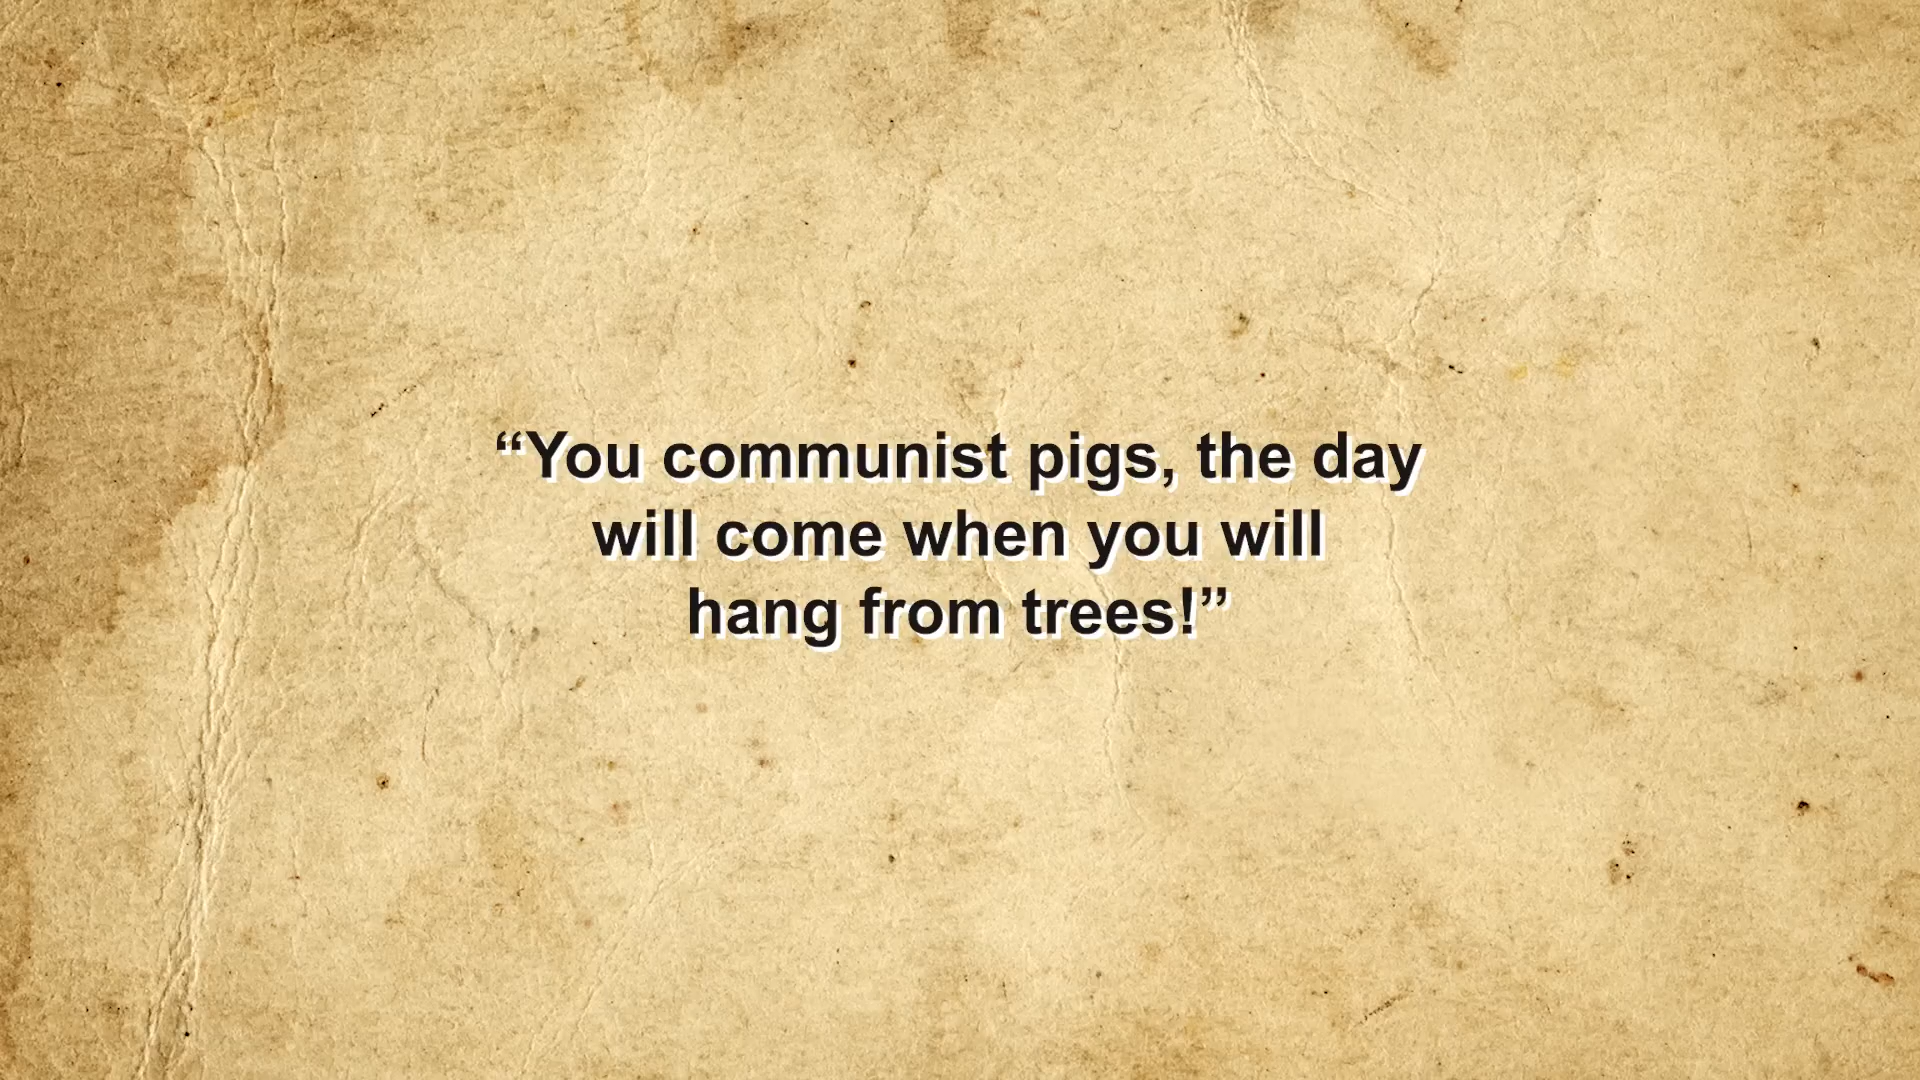 “You communist pigs, the day
will come when you will
hang from trees!”